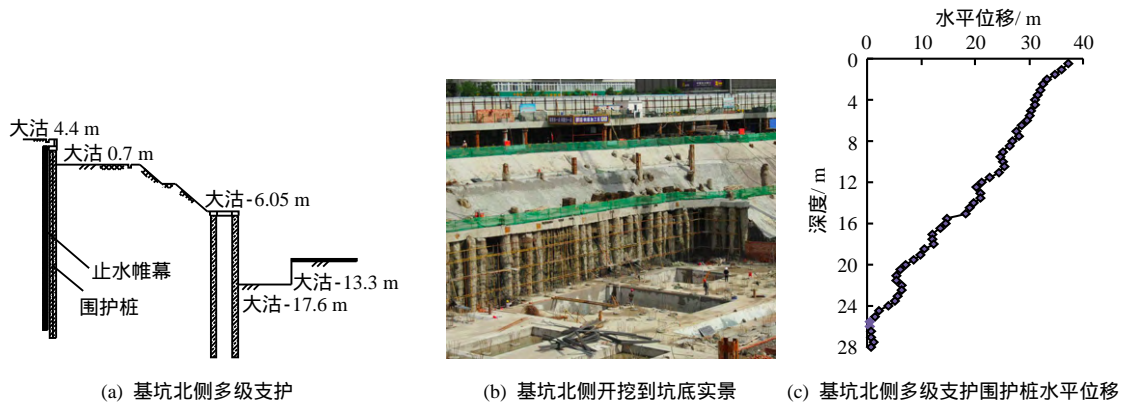 大沽 4.4 m
大沽 0.7 m
大沽-6.05 m
止水帷幕
围护桩
大沽-13.3 m
大沽-17.6 m
(a) 基坑北侧多级支护
(b) 基坑北侧开挖到坑底实景
水平位移/ m
0 10 20 30 40
深度/ m
0
4
8
12
16
20
24
28
(c) 基坑北侧多级支护围护桩水平位移